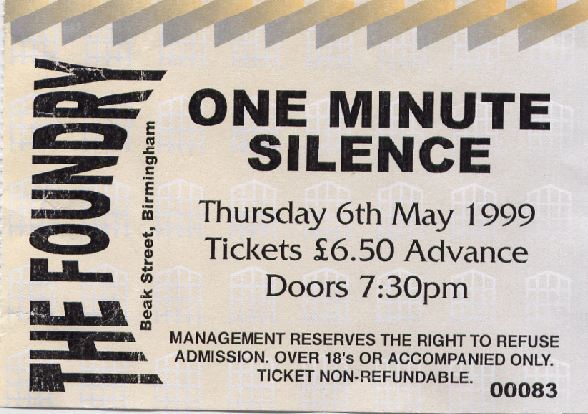 THE FOUNDRY
Beak Street, Birmingham
ONE MINUTE
SILENCE
Thursday 6th May 1999
Tickets £6.50 Advance
Doors 7:30pm
MANAGEMENT RESERVES THE RIGHT TO REFUSE
ADMISSION. OVER 18's OR ACCOMPANIED ONLY.
TICKET NON-REFUNDABLE.
00083